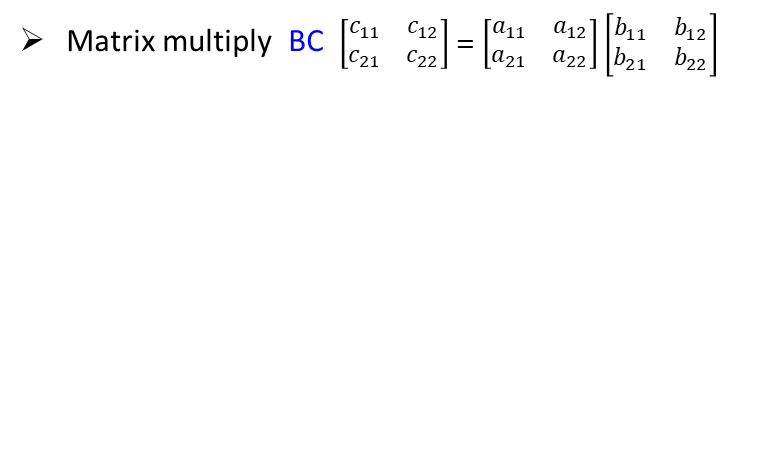 ➢ Matrix multiply BC [c₁₁ c₁₂ c₂₁ c₂₂] = [a₁₁ a₁₂ a₂₁ a₂₂] [b₁₁ b₁₂ b₂₁ b₂₂]